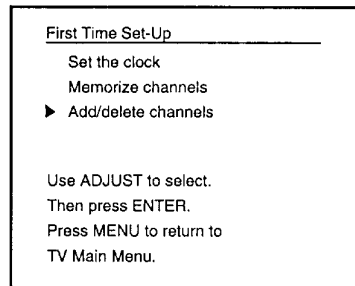 First Time Set-Up
Set the clock
Memorize channels
Add/delete channels
Use ADJUST to select.
Then press ENTER.
Press MENU to return to
TV Main Menu.